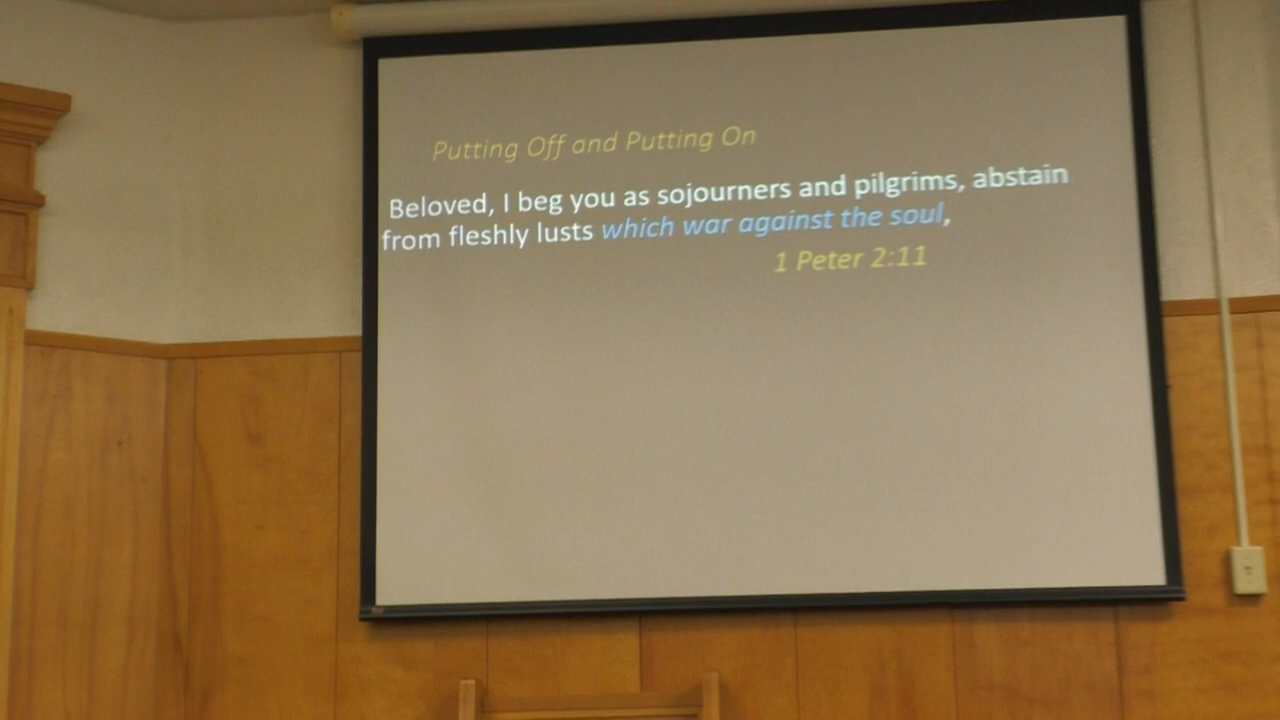 Putting Off and Putting On
Beloved, I beg you as sojourners and pilgrims, abstain
from fleshly lusts which war against the soul,
1 Peter 2:11